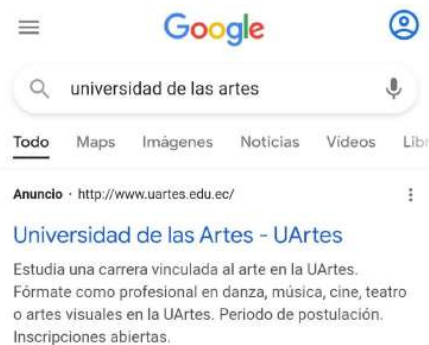 Google
universidad de las artes
Todo Maps Imágenes Noticias Vídeos Libr
Anuncio · http://www.uartes.edu.ec/
Universidad de las Artes - UArtes
Estudia una carrera vinculada al arte en la UArtes.
Fórmate como profesional en danza, música, cine, teatro
o artes visuales en la UArtes. Periodo de postulación.
Inscripciones abiertas.